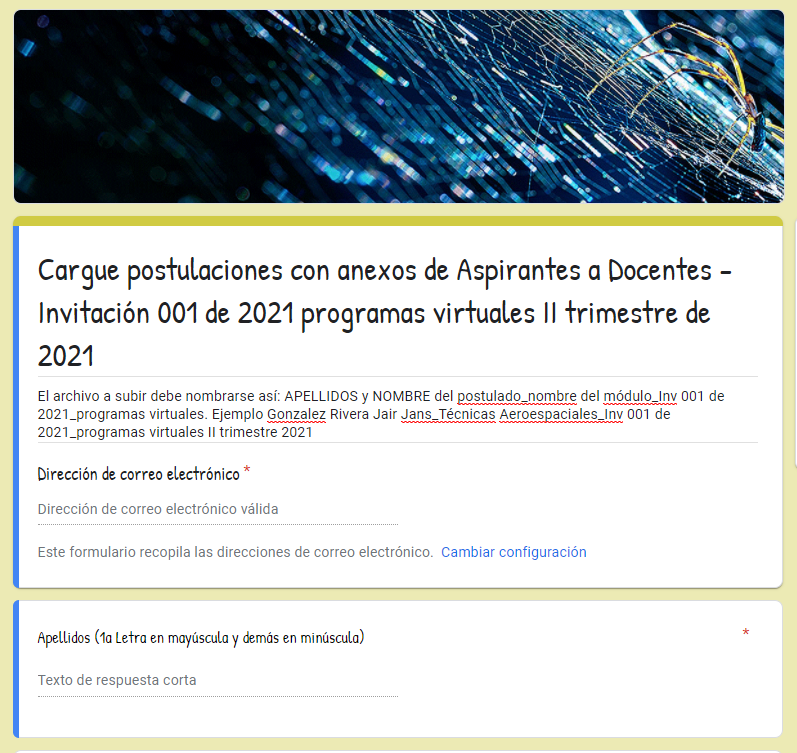 Cargue postulaciones con anexos de Aspirantes a Docentes -
Invitación 001 de 2021 programas virtuales II trimestre de
2021
El archivo a subir debe nombrarse así: APELLIDOS y NOMBRE del postulado_nombre del módulo_Inv 001 de
2021_programas virtuales. Ejemplo Gonzalez Rivera Jair Jans_Técnicas Aeroespaciales_Inv 001 de
2021_programas virtuales II trimestre 2021
Dirección de correo electrónico *
Dirección de correo electrónico válida
Este formulario recopila las direcciones de correo electrónico. Cambiar configuración
Apellidos (1a Letra en mayúscula y demás en minúscula) *
Texto de respuesta corta